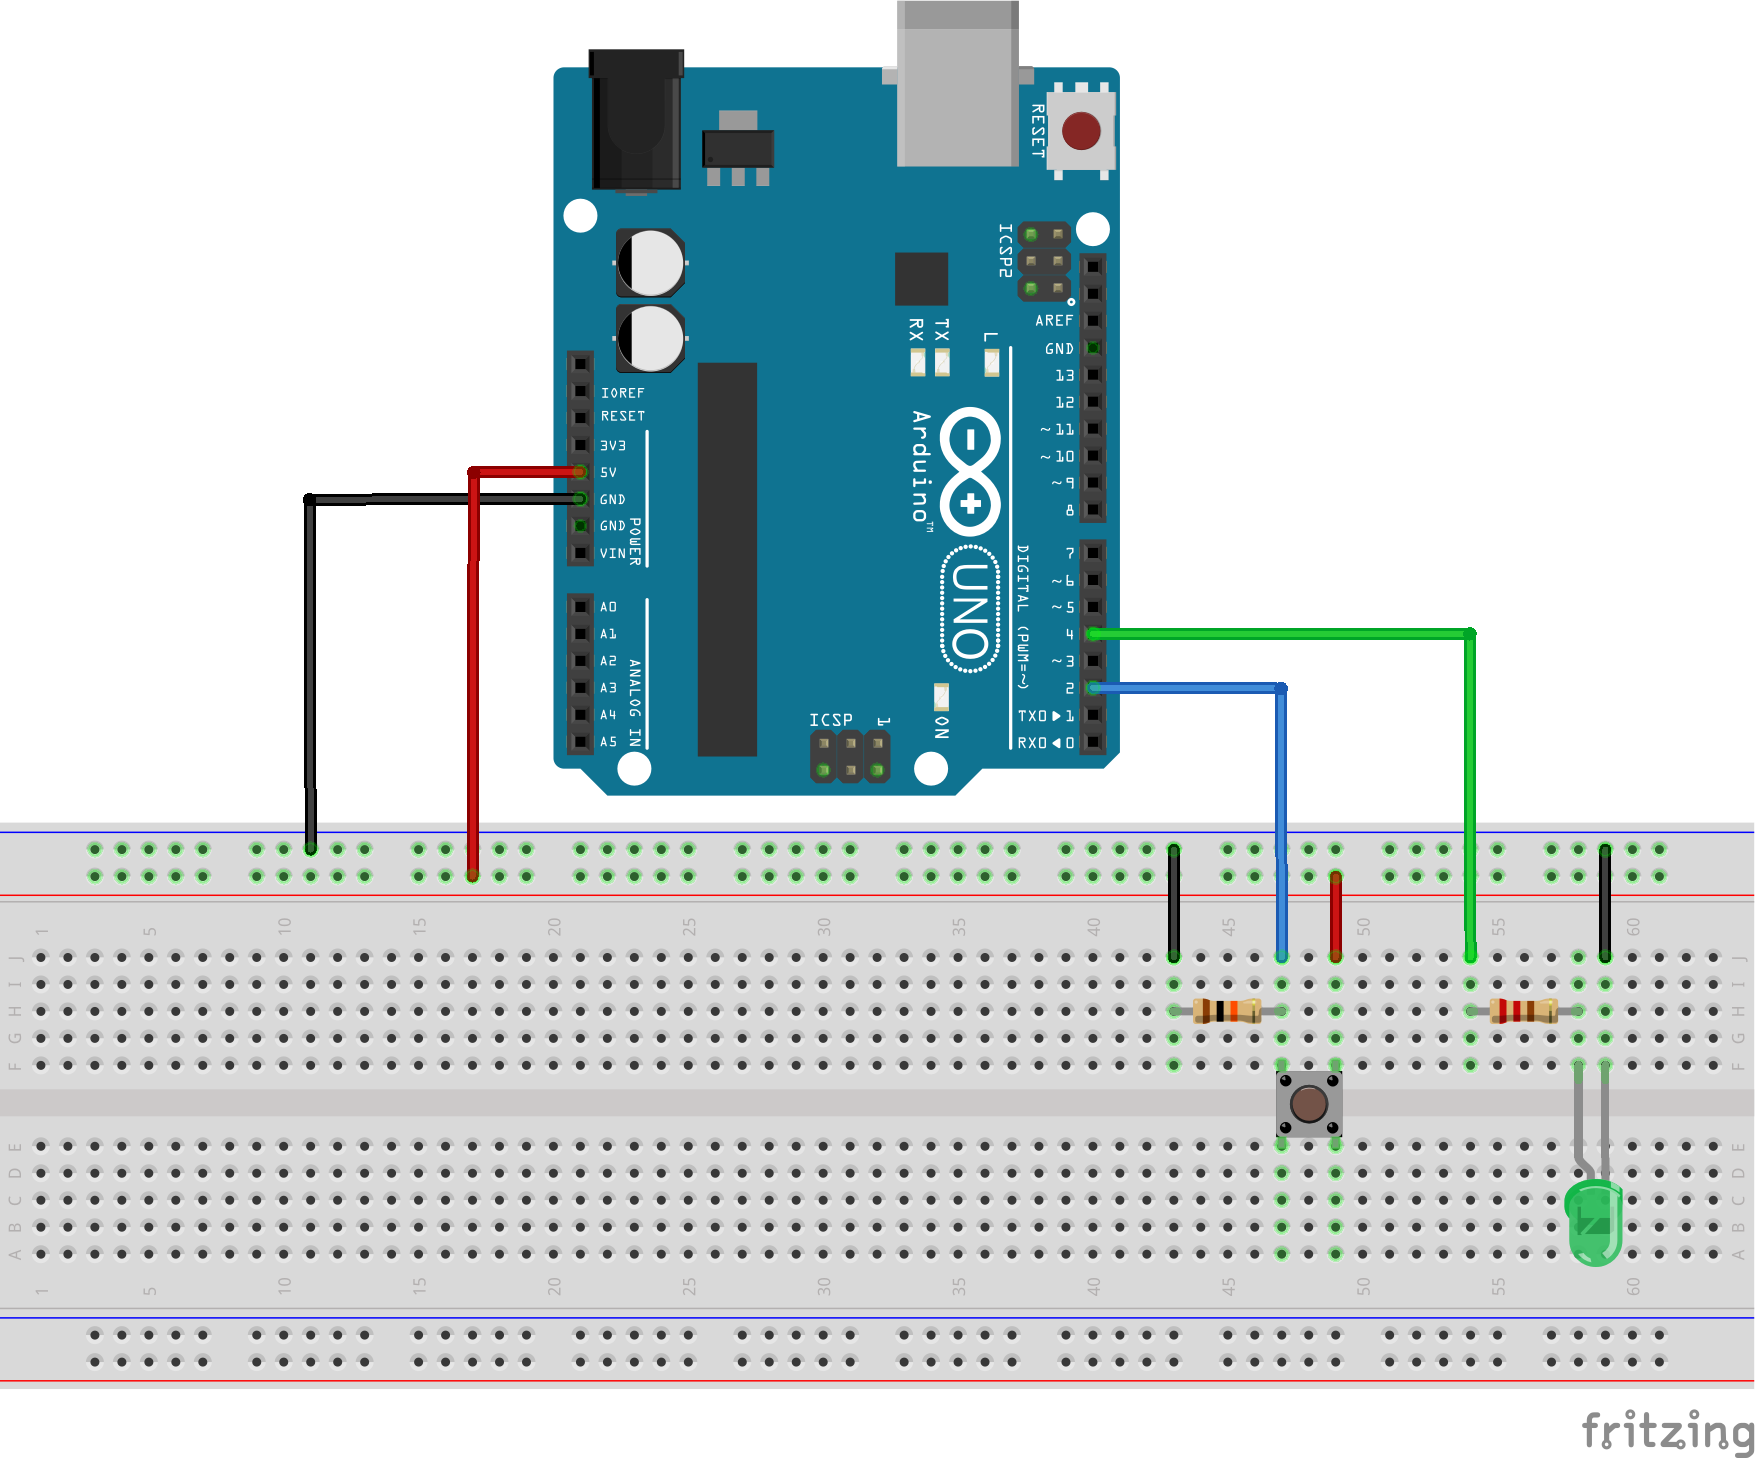 RESET
ICSP2
RX
TX
L
AREF
GND
13
12
~11
~10
~9
8
IOREF
RESET
3V3
5V
GND
GND
VIN
POWER
Arduino™
UNO
DIGITAL (PWM=~)
7
~6
~5
4
~3
2
TX0▶1
RX0◀0
A0
A1
A2
A3
A4
A5
ANALOG IN
ICSP
1
ON
1 5 10 15 20 25 30 35 40 45 50 55 60
J J
I I
H H
G G
F F
E E
D D
C C
B B
A A
1 5 10 15 20 25 30 35 40 45 50 55 60
fritzing